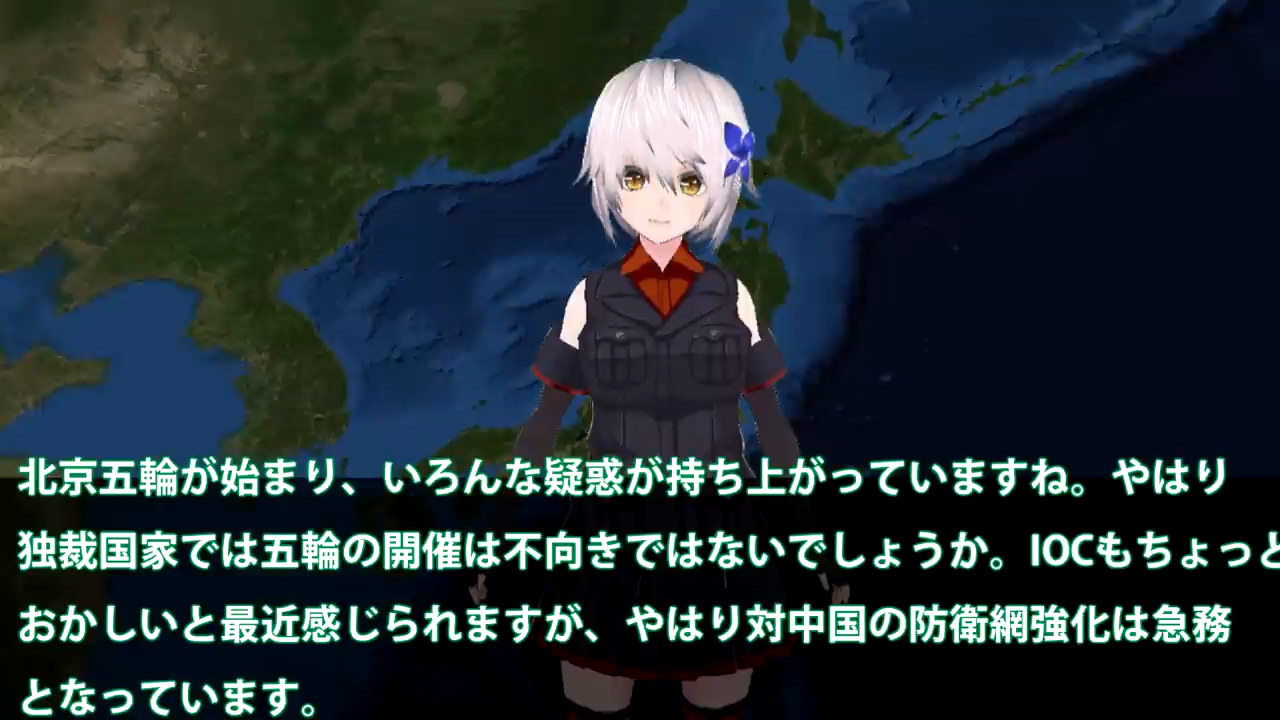 北京五輪が始まり、いろんな疑惑が持ち上がっていますね。やはり
独裁国家では五輪の開催は不向きではないでしょうか。IOCもちょっと
おかしいと最近感じられますが、やはり対中国の防衛網強化は急務
となっています。